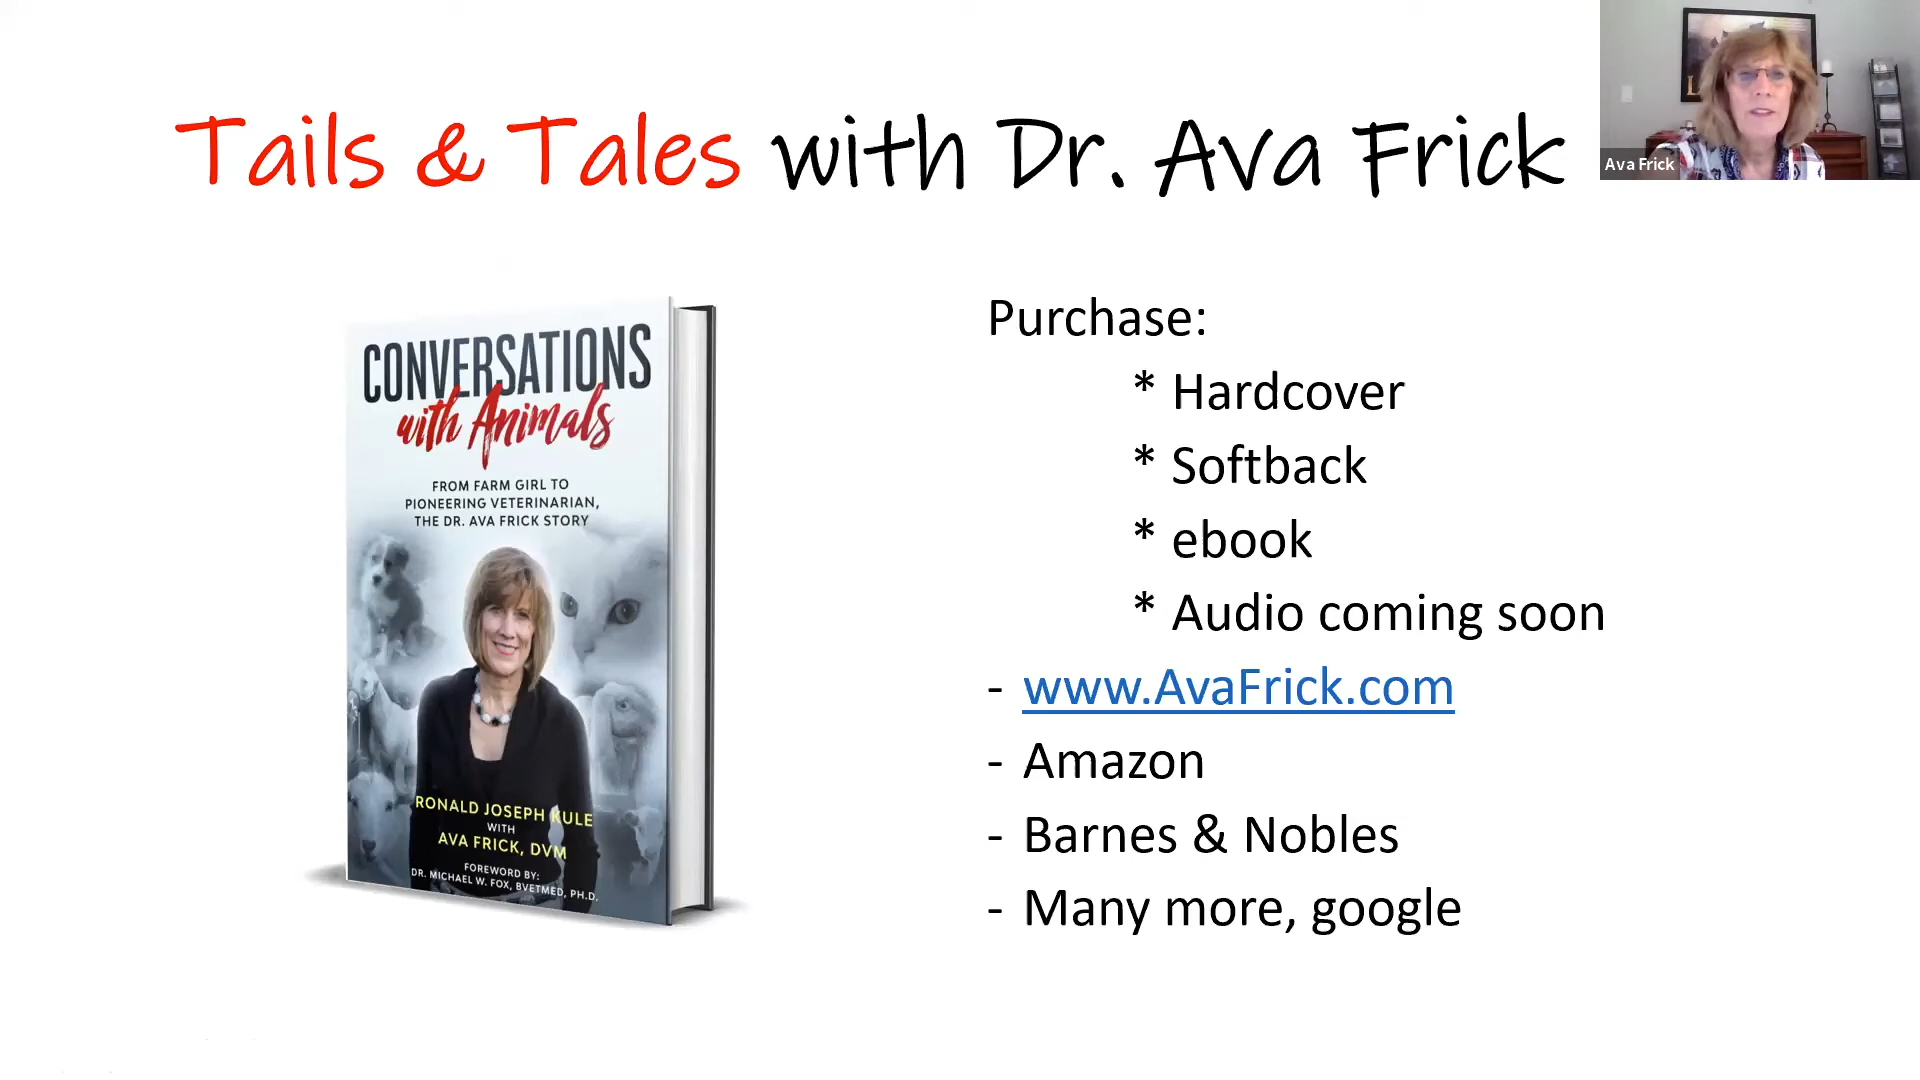 Tails & Tales with Dr. Ava Frick
Ava Frick
CONVERSATIONS
with Animals
FROM FARM GIRL TO
PIONEERING VETERINARIAN,
THE DR. AVA FRICK STORY
RONALD JOSEPH KULE
WITH
AVA FRICK, DVM
FOREWORD BY:
DR. MICHAEL W. FOX, BVETMED, PH.D.
Purchase:
* Hardcover
* Softback
* ebook
* Audio coming soon
- www.AvaFrick.com
- Amazon
- Barnes & Nobles
- Many more, google